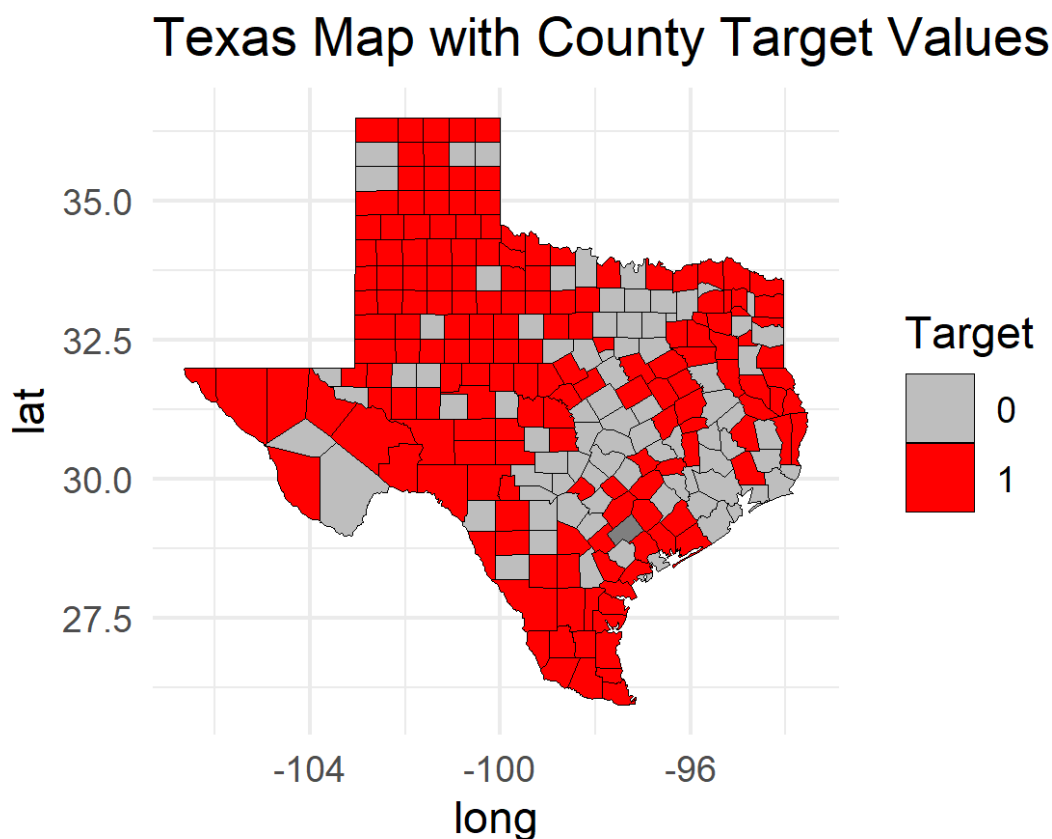 Texas Map with County Target Values
35.0
32.5
30.0
27.5
lat
-104
-100
-96
long
Target
0
1